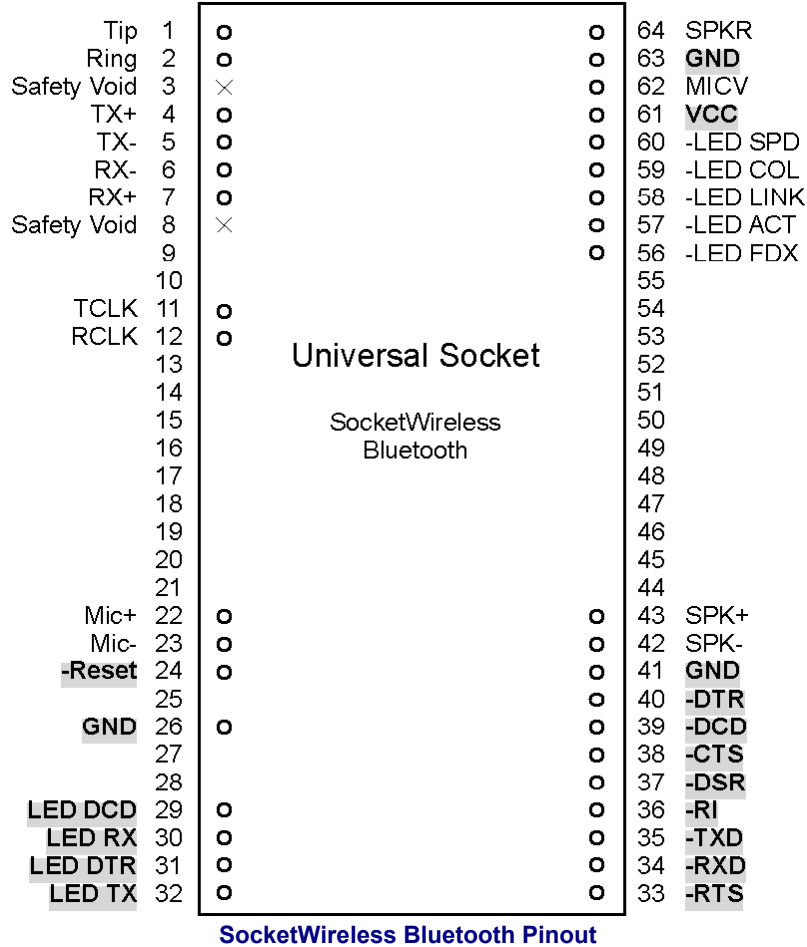 Tip 1 64 SPKR
Ring 2 63 GND
Safety Void 3 62 MICV
TX+ 4 61 VCC
TX- 5 60 -LED SPD
RX- 6 59 -LED COL
RX+ 7 58 -LED LINK
Safety Void 8 57 -LED ACT
9 56 -LED FDX
10 55
TCLK 11 54
RCLK 12 53
Universal Socket
13 52
14 51
15 SocketWireless 50
16 Bluetooth 49
17 48
18 47
19 46
20 45
21 44
Mic+ 22 43 SPK+
Mic- 23 42 SPK-
-Reset 24 41 GND
25 40 -DTR
GND 26 39 -DCD
27 38 -CTS
28 37 -DSR
LED DCD 29 36 -RI
LED RX 30 35 -TXD
LED DTR 31 34 -RXD
LED TX 32 33 -RTS
SocketWireless Bluetooth Pinout